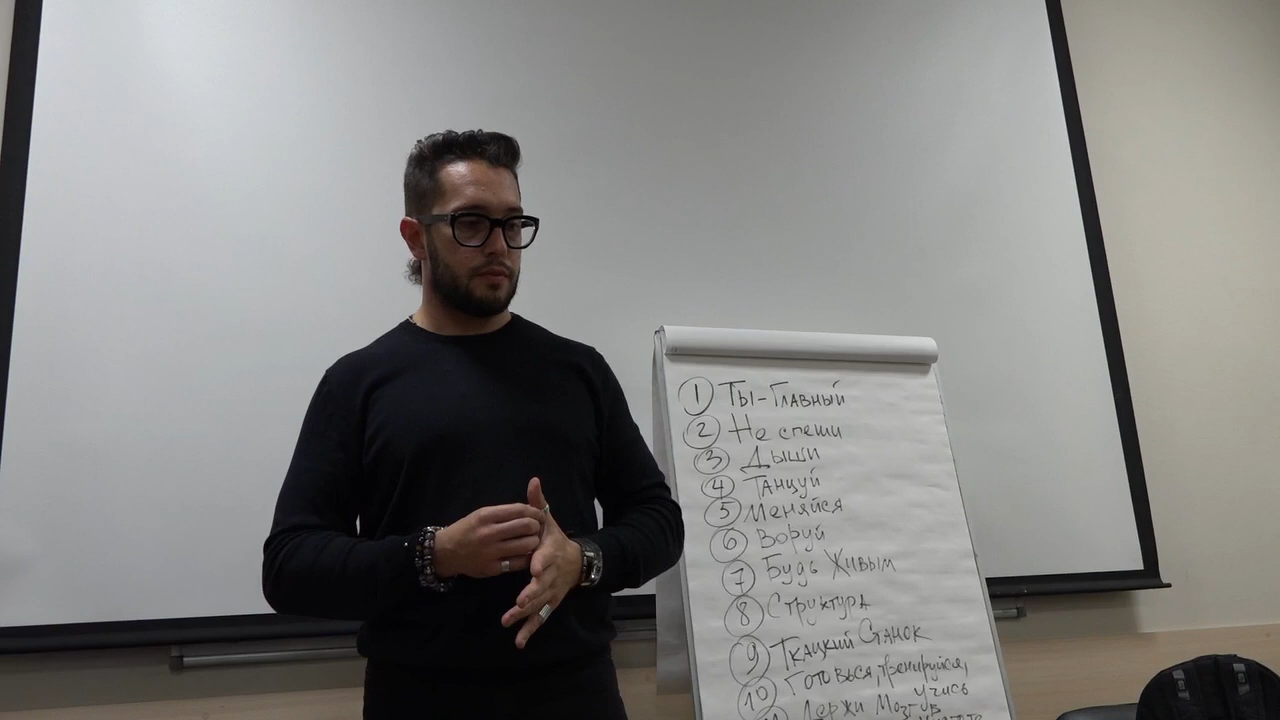 1 Ты-Главный
2 Не спеши
3 Дыши
4 Танцуй
5 Меняйся
6 Воруй
7 Будь Живым
8 Структура
9 Ткацкий Станок
10 Готовься, тренируйся,
учись
11 Держи Мозг в